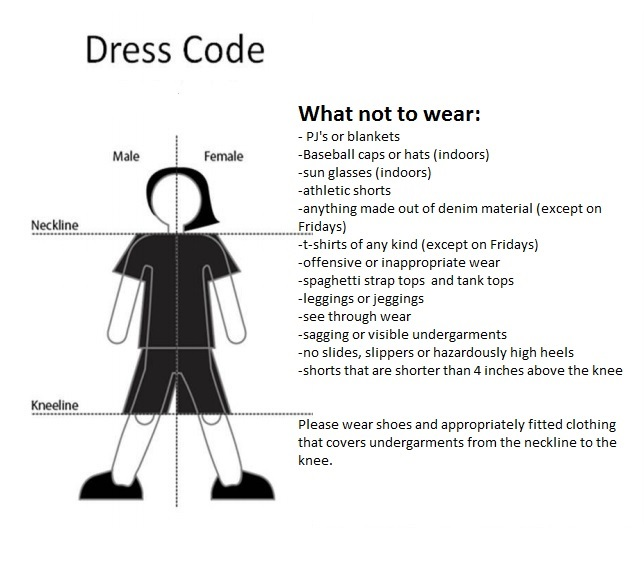 Dress Code
What not to wear:
- PJ's or blankets
-Baseball caps or hats (indoors)
-sun glasses (indoors)
-athletic shorts
-anything made out of denim material (except on
Fridays)
-t-shirts of any kind (except on Fridays)
-offensive or inappropriate wear
-spaghetti strap tops  and tank tops
-leggings or jeggings
-see through wear
-sagging or visible undergarments
-no slides, slippers or hazardously high heels
-shorts that are shorter than 4 inches above the knee
Please wear shoes and appropriately fitted clothing
that covers undergarments from the neckline to the
knee.
Male
Female
Neckline
Kneeline